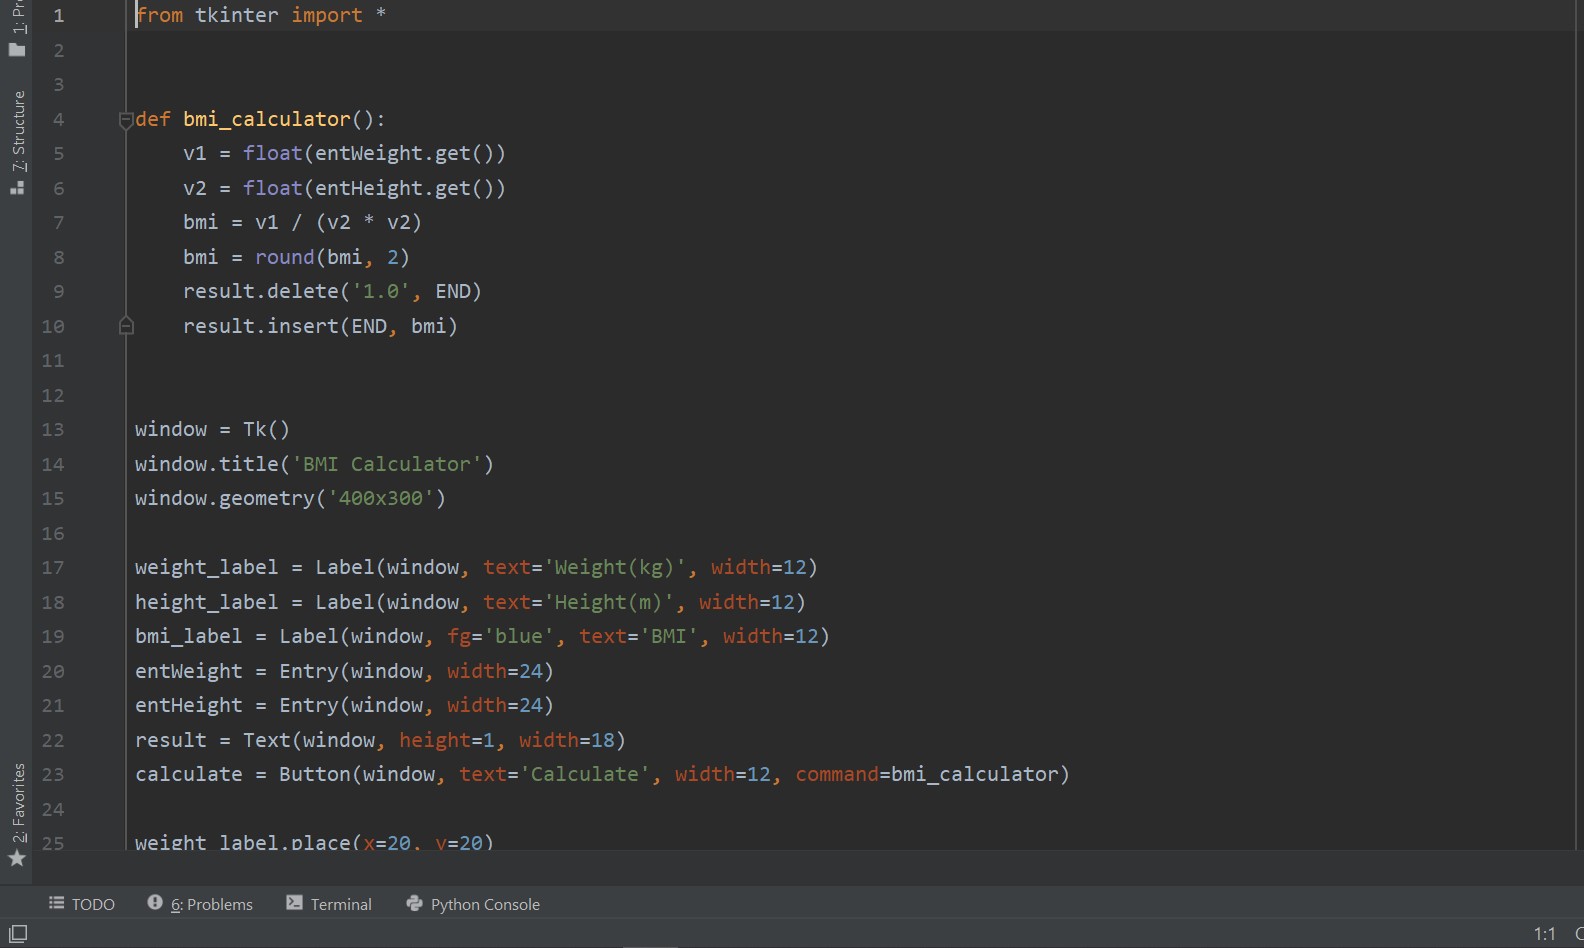 1: Pr
7: Structure
2: Favorites
1 from tkinter import *
2
3
4 def bmi_calculator():
5     v1 = float(entWeight.get())
6     v2 = float(entHeight.get())
7     bmi = v1 / (v2 * v2)
8     bmi = round(bmi, 2)
9     result.delete('1.0', END)
10     result.insert(END, bmi)
11
12
13 window = Tk()
14 window.title('BMI Calculator')
15 window.geometry('400x300')
16
17 weight_label = Label(window, text='Weight(kg)', width=12)
18 height_label = Label(window, text='Height(m)', width=12)
19 bmi_label = Label(window, fg='blue', text='BMI', width=12)
20 entWeight = Entry(window, width=24)
21 entHeight = Entry(window, width=24)
22 result = Text(window, height=1, width=18)
23 calculate = Button(window, text='Calculate', width=12, command=bmi_calculator)
24
25 weight_label.place(x=20, y=20)
TODO 6: Problems Terminal Python Console
1:1